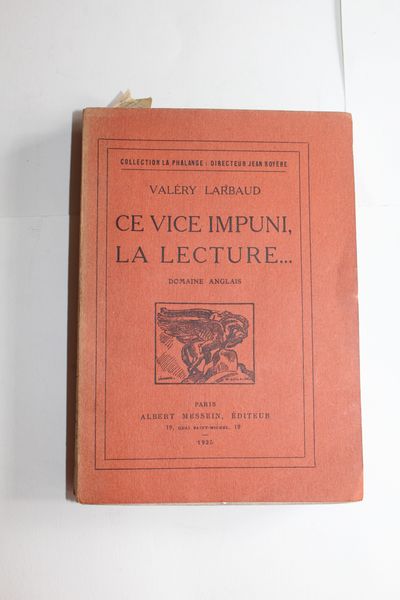 COLLECTION LA PHALANGE : DIRECTEUR JEAN ROYÈRE
VALÉRY LARBAUD
CE VICE IMPUNI,
LA LECTURE...
DOMAINE ANGLAIS
PARIS
ALBERT MESSEIN, ÉDITEUR
19, QUAI SAINT-MICHEL, 19
1925